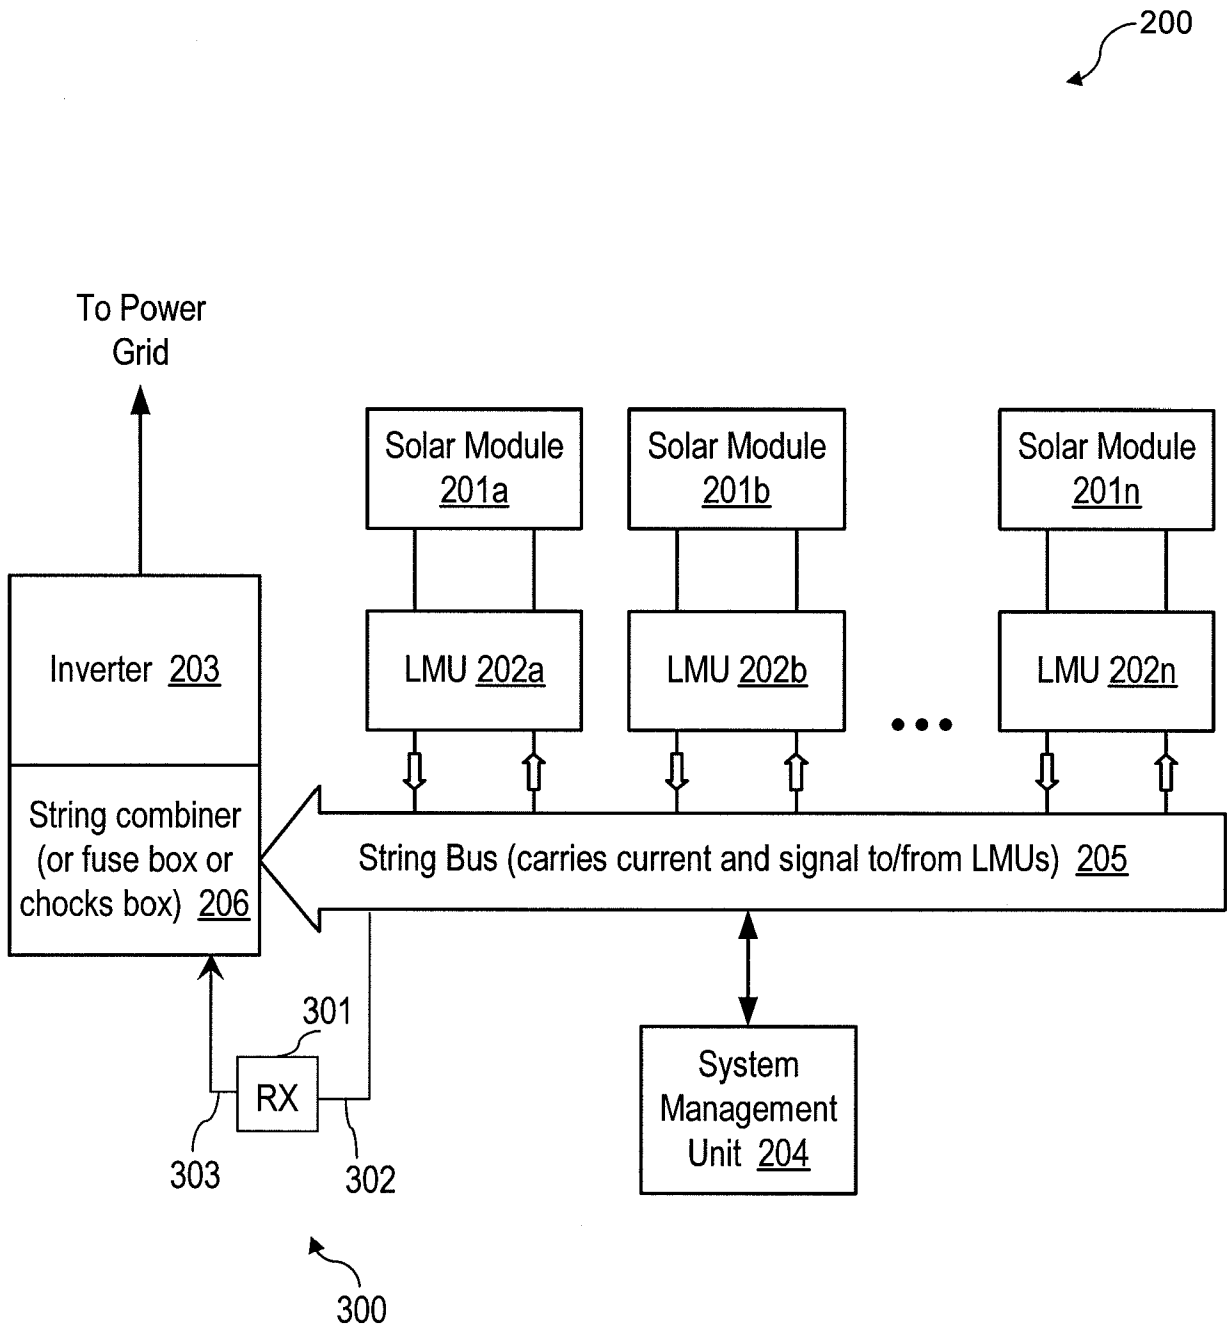 200
To Power
Grid
Solar Module
201a
Solar Module
201b
Solar Module
201n
Inverter 203
LMU 202a
LMU 202b
LMU 202n
String combiner
(or fuse box or
chocks box) 206
String Bus (carries current and signal to/from LMUs) 205
301
RX
303
302
System
Management
Unit 204
300